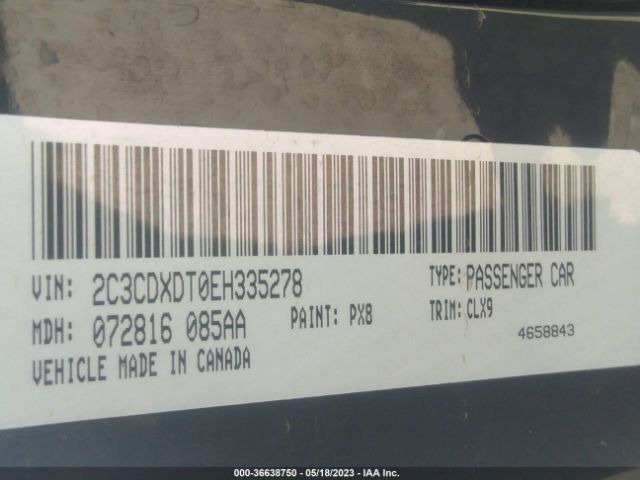 VIN: 2C3CDXDT0EH335278
TYPE: PASSENGER CAR
MDH: 072816 085AA
PAINT: PX8
TRIM: CLX9
VEHICLE MADE IN CANADA
4658843
000-36638750 - 05/18/2023 - IAA Inc.